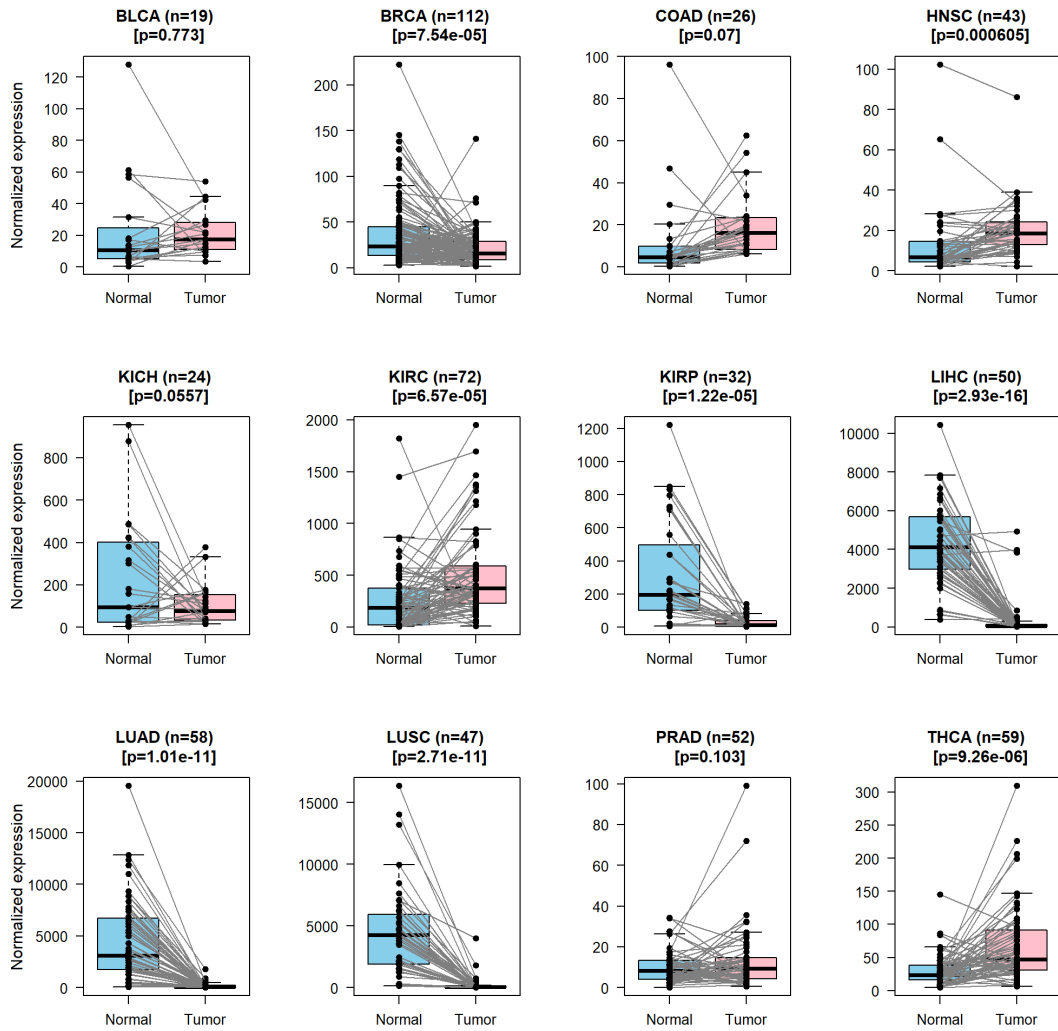 BLCA (n=19)
[p=0.773]
BRCA (n=112)
[p=7.54e-05]
COAD (n=26)
[p=0.07]
HNSC (n=43)
[p=0.000605]
Normalized expression
120
100
80
60
40
20
0
Normal Tumor
200
150
100
50
0
Normal Tumor
100
80
60
40
20
0
Normal Tumor
100
80
60
40
20
0
Normal Tumor
KICH (n=24)
[p=0.0557]
KIRC (n=72)
[p=6.57e-05]
KIRP (n=32)
[p=1.22e-05]
LIHC (n=50)
[p=2.93e-16]
Normalized expression
800
600
400
200
0
Normal Tumor
2000
1500
1000
500
0
Normal Tumor
1200
1000
800
600
400
200
0
Normal Tumor
10000
8000
6000
4000
2000
0
Normal Tumor
LUAD (n=58)
[p=1.01e-11]
LUSC (n=47)
[p=2.71e-11]
PRAD (n=52)
[p=0.103]
THCA (n=59)
[p=9.26e-06]
Normalized expression
20000
15000
10000
5000
0
Normal Tumor
15000
10000
5000
0
Normal Tumor
100
80
60
40
20
0
Normal Tumor
300
250
200
150
100
50
0
Normal Tumor